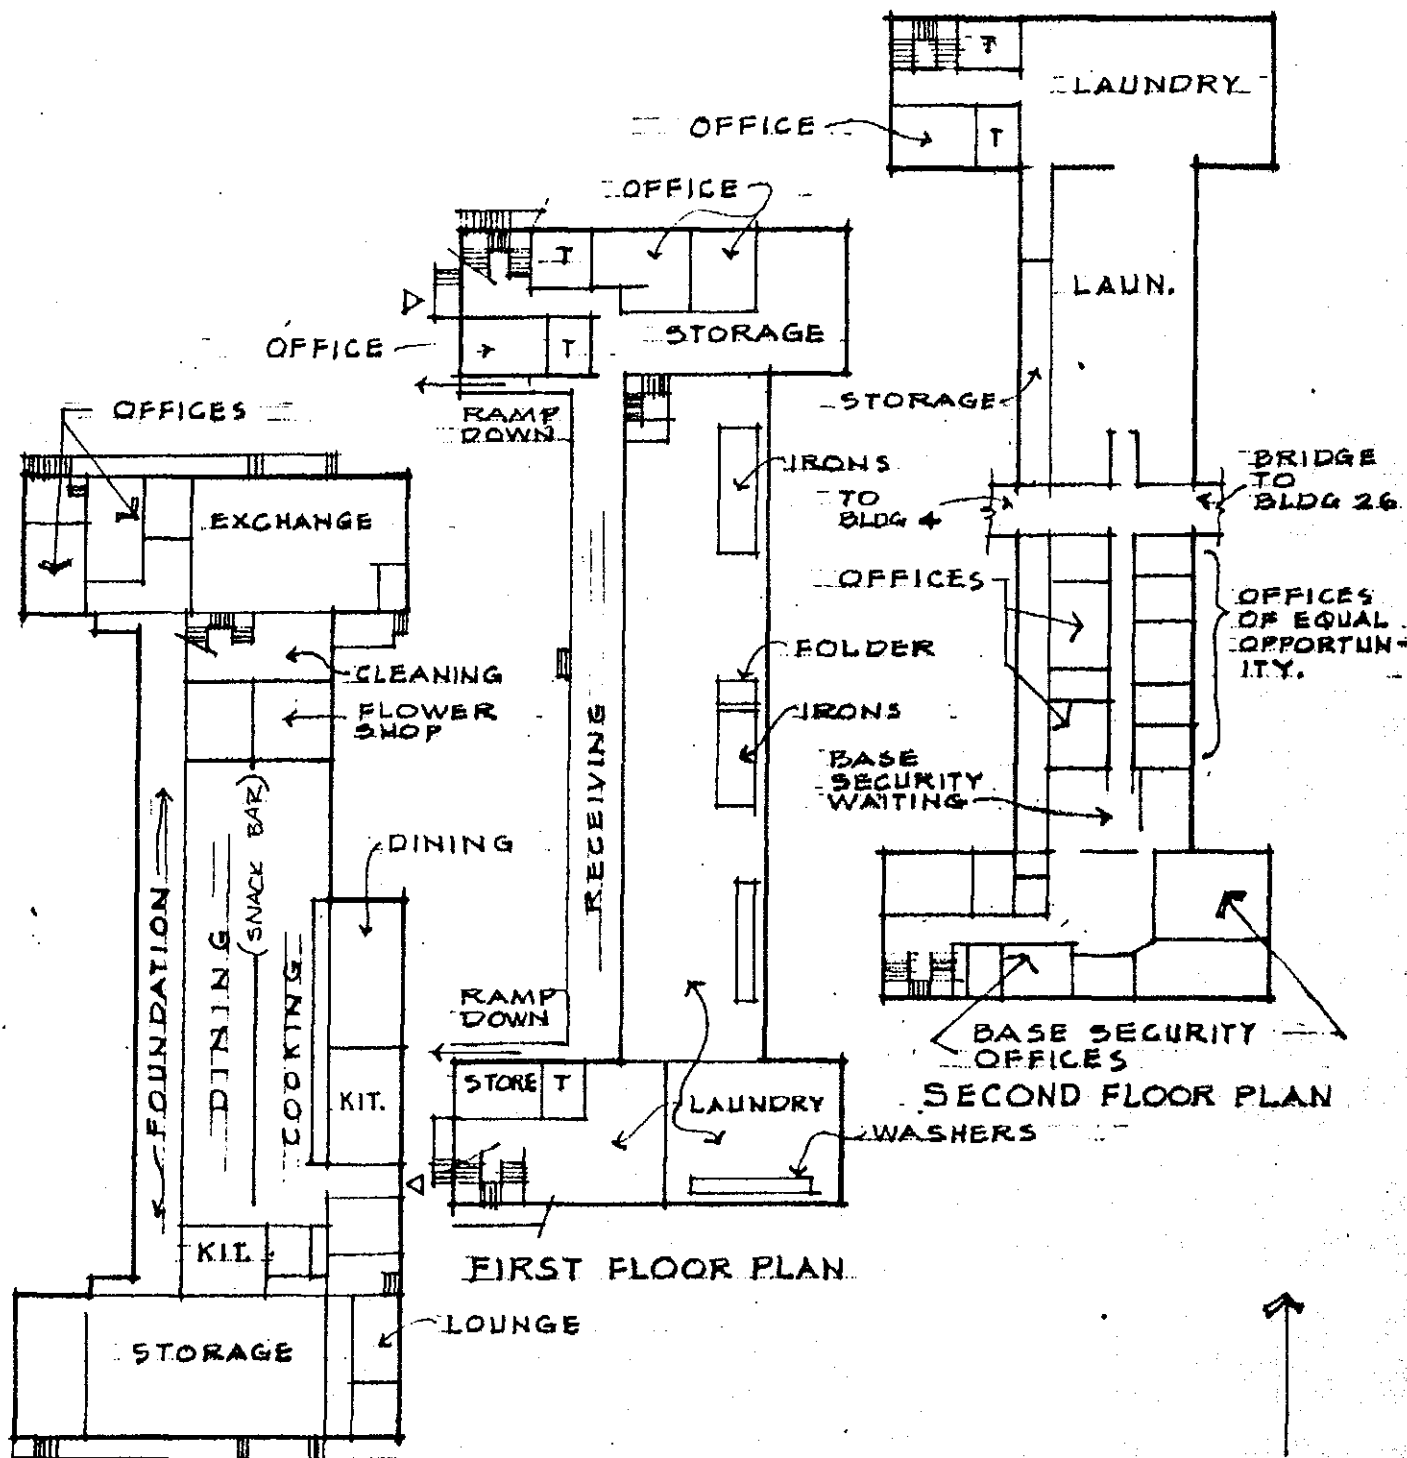 OFFICES
EXCHANGE
CLEANING
FLOWER
SHOP
FOUNDATION
DINING
(SNACK BAR)
COOKING
DINING
KIT.
KIT.
STORAGE
LOUNGE
OFFICE
T
OFFICE
T
STORAGE
RAMP
DOWN
IRONS
RECEIVING
FOLDER
IRONS
RAMP
DOWN
STORE
T
LAUNDRY
WASHERS
FIRST FLOOR PLAN
T
LAUNDRY
OFFICE
T
LAUN.
STORAGE
TO
BLDG 4
BRIDGE
TO
BLDG 26
OFFICES
OFFICES
OF EQUAL
OPPORTUN-
ITY.
BASE
SECURITY
WAITING
BASE SECURITY
OFFICES
SECOND FLOOR PLAN